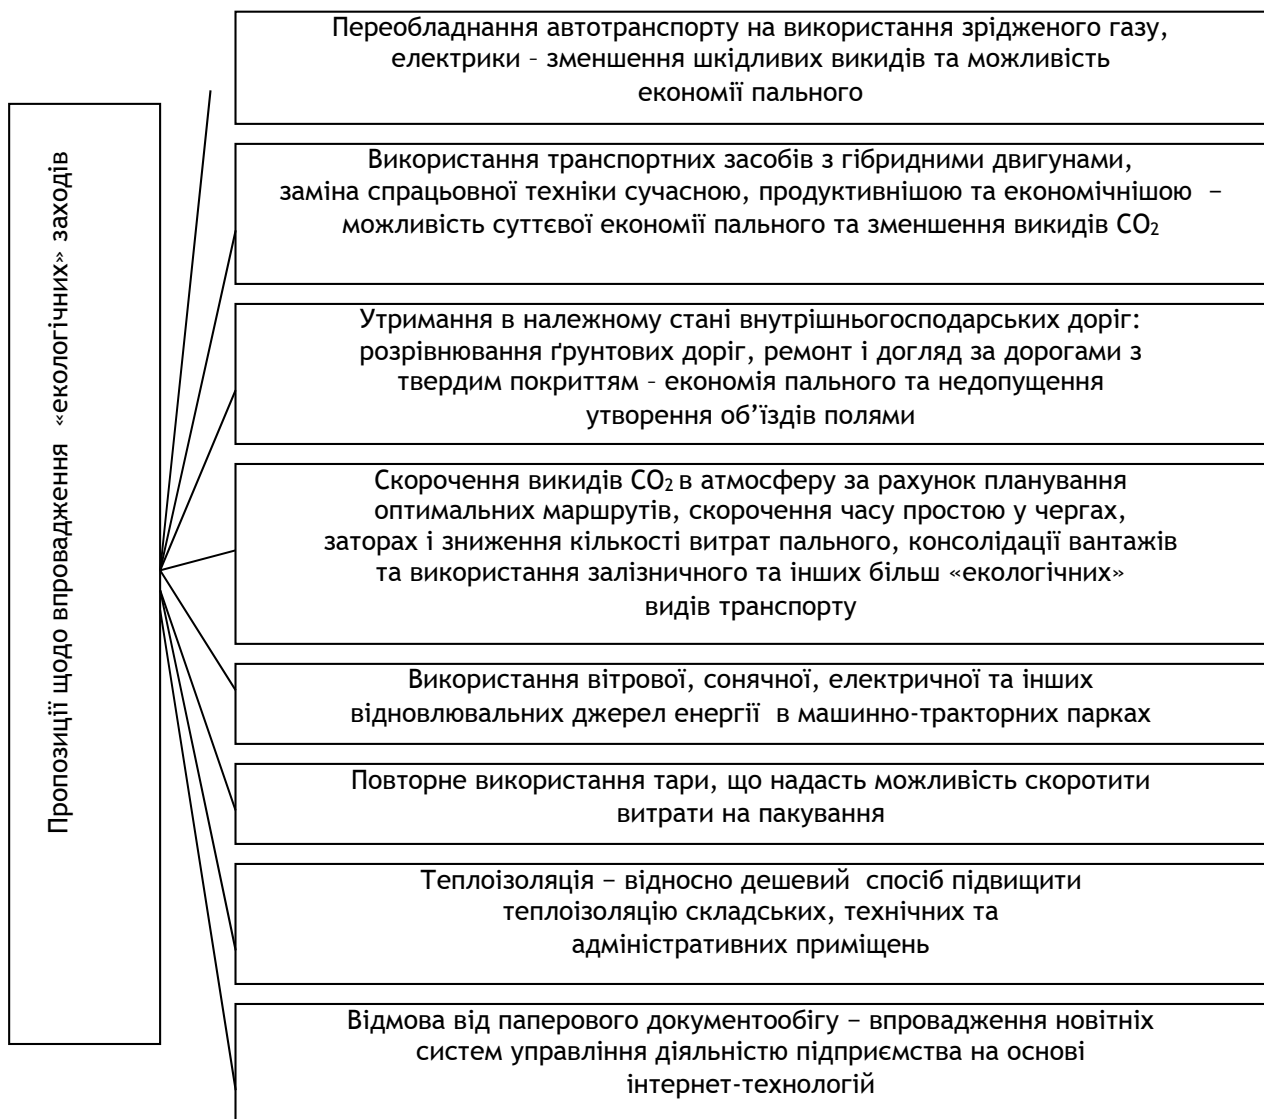 Пропозиції щодо впровадження «екологічних» заходів
Переобладнання автотранспорту на використання зрідженого газу,
електрики - зменшення шкідливих викидів та можливість
економії пального
Використання транспортних засобів з гібридними двигунами,
заміна спрацьовної техніки сучасною, продуктивнішою та економічнішою –
можливість суттєвої економії пального та зменшення викидів CO₂
Утримання в належному стані внутрішньогосподарських доріг:
розрівнювання ґрунтових доріг, ремонт і догляд за дорогами з
твердим покриттям - економія пального та недопущення
утворення об’їздів полями
Скорочення викидів CO₂ в атмосферу за рахунок планування
оптимальних маршрутів, скорочення часу простою у чергах,
заторах і зниження кількості витрат пального, консолідації вантажів
та використання залізничного та інших більш «екологічних»
видів транспорту
Використання вітрової, сонячної, електричної та інших
відновлювальних джерел енергії в машинно-тракторних парках
Повторне використання тари, що надасть можливість скоротити
витрати на пакування
Теплоізоляція – відносно дешевий спосіб підвищити
теплоізоляцію складських, технічних та
адміністративних приміщень
Відмова від паперового документообігу – впровадження новітніх
систем управління діяльністю підприємства на основі
інтернет-технологій